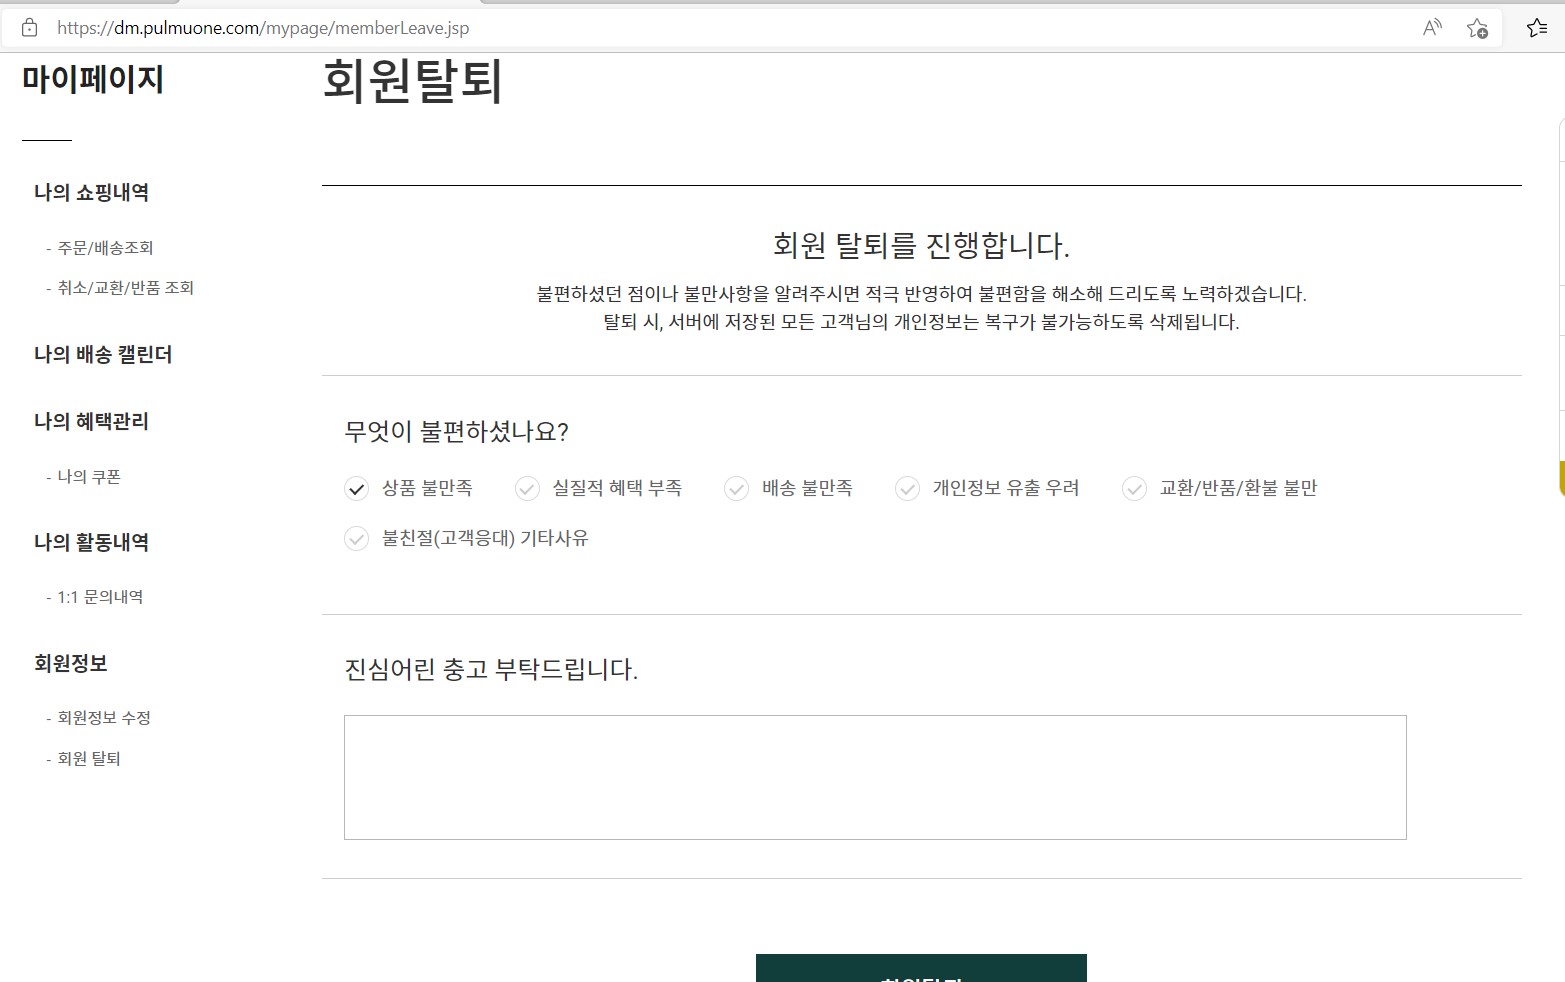 https://dm.pulmuone.com/mypage/memberLeave.jsp
마이페이지
회원탈퇴
나의 쇼핑내역
- 주문/배송조회
- 취소/교환/반품 조회
나의 배송 캘린더
나의 혜택관리
- 나의 쿠폰
나의 활동내역
- 1:1 문의내역
회원정보
- 회원정보 수정
- 회원 탈퇴
회원 탈퇴를 진행합니다.
불편하셨던 점이나 불만사항을 알려주시면 적극 반영하여 불편함을 해소해 드리도록 노력하겠습니다.
탈퇴 시, 서버에 저장된 모든 고객님의 개인정보는 복구가 불가능하도록 삭제됩니다.
무엇이 불편하셨나요?
상품 불만족 실질적 혜택 부족 배송 불만족 개인정보 유출 우려 교환/반품/환불 불만
불친절(고객응대) 기타사유
진심어린 충고 부탁드립니다.